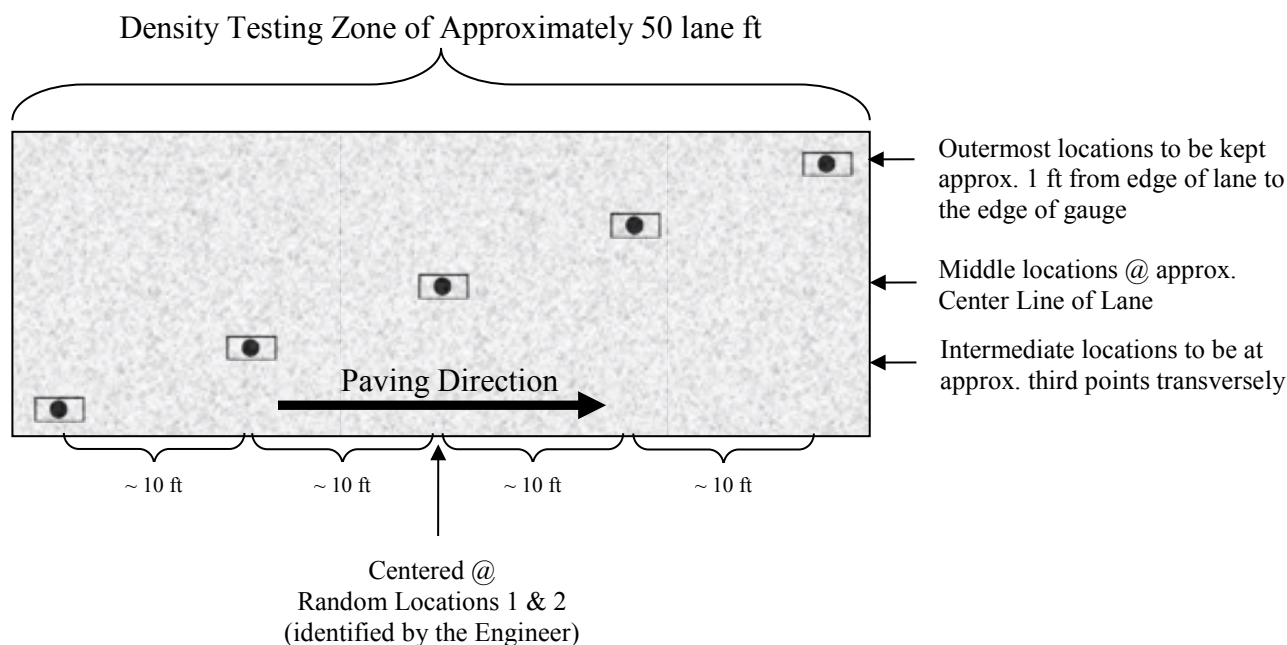 Density Testing Zone of Approximately 50 lane ft
Outermost locations to be kept
approx. 1 ft from edge of lane to
the edge of gauge
Middle locations @ approx.
Center Line of Lane
Intermediate locations to be at
approx. third points transversely
Paving Direction
~ 10 ft
~ 10 ft
~ 10 ft
~ 10 ft
Centered @
Random Locations 1 & 2
(identified by the Engineer)